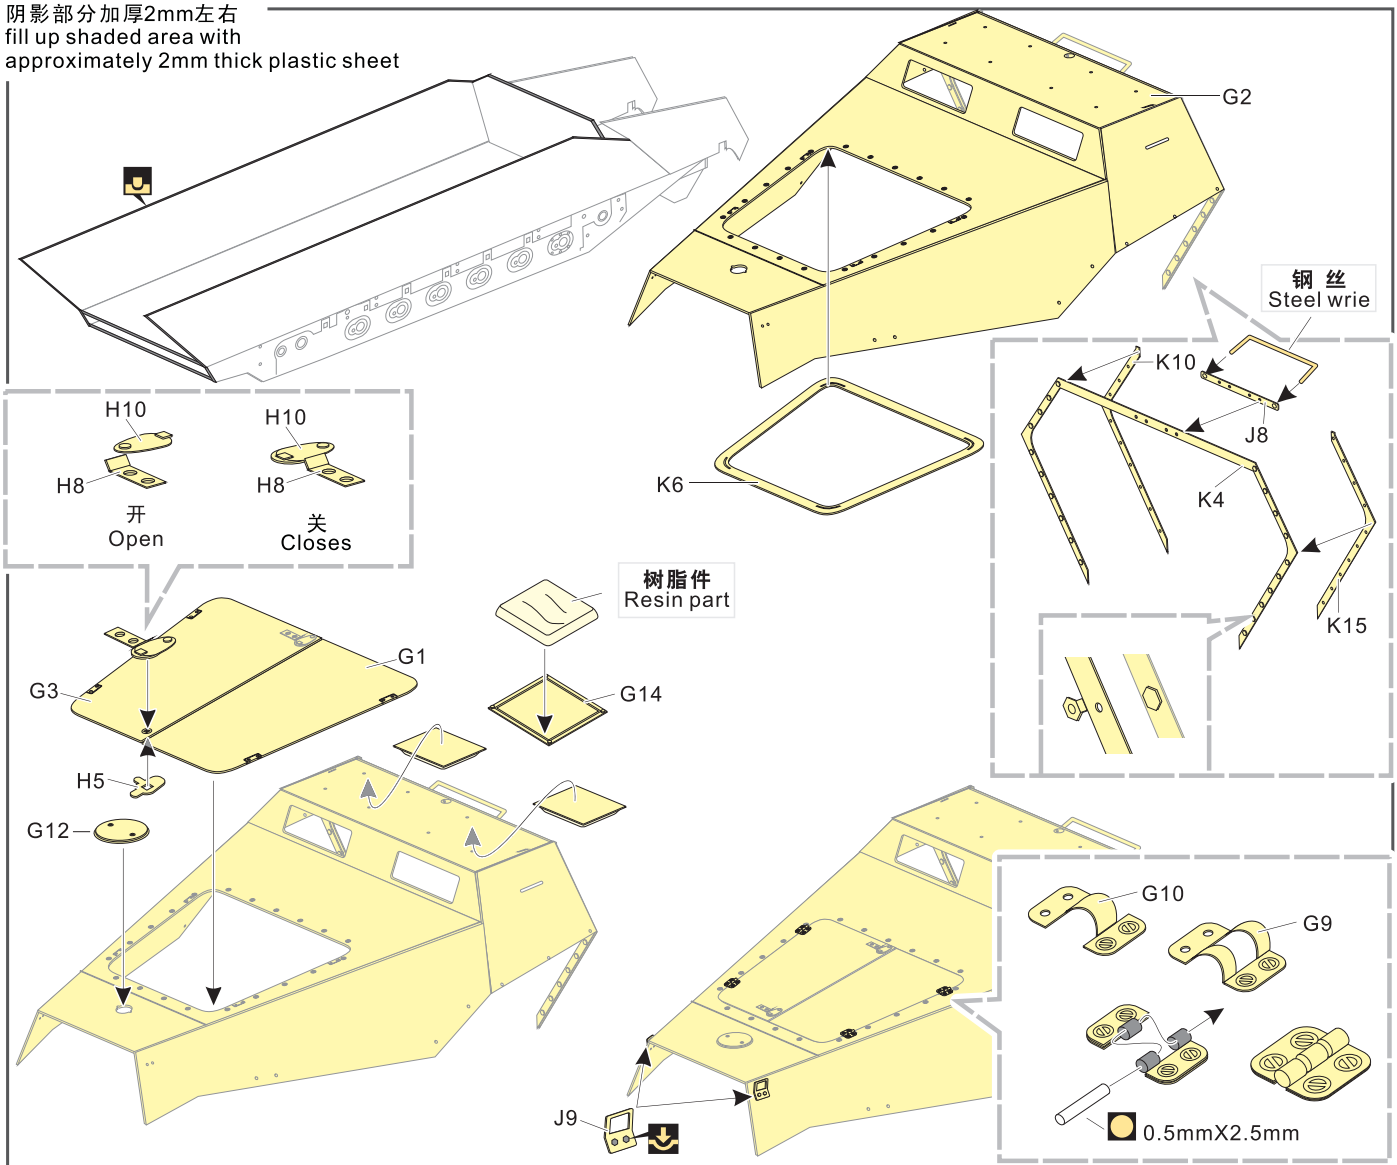 阴影部分加厚2mm左右
fill up shaded area with
approximately 2mm thick plastic sheet
G2
钢 丝
Steel wrie
K10
J8
K4
K15
K6
H10
H10
H8
H8
开
Open
关
Closes
树脂件
Resin part
G1
G3
G14
H5
G12
G10
G9
J9
0.5mmX2.5mm